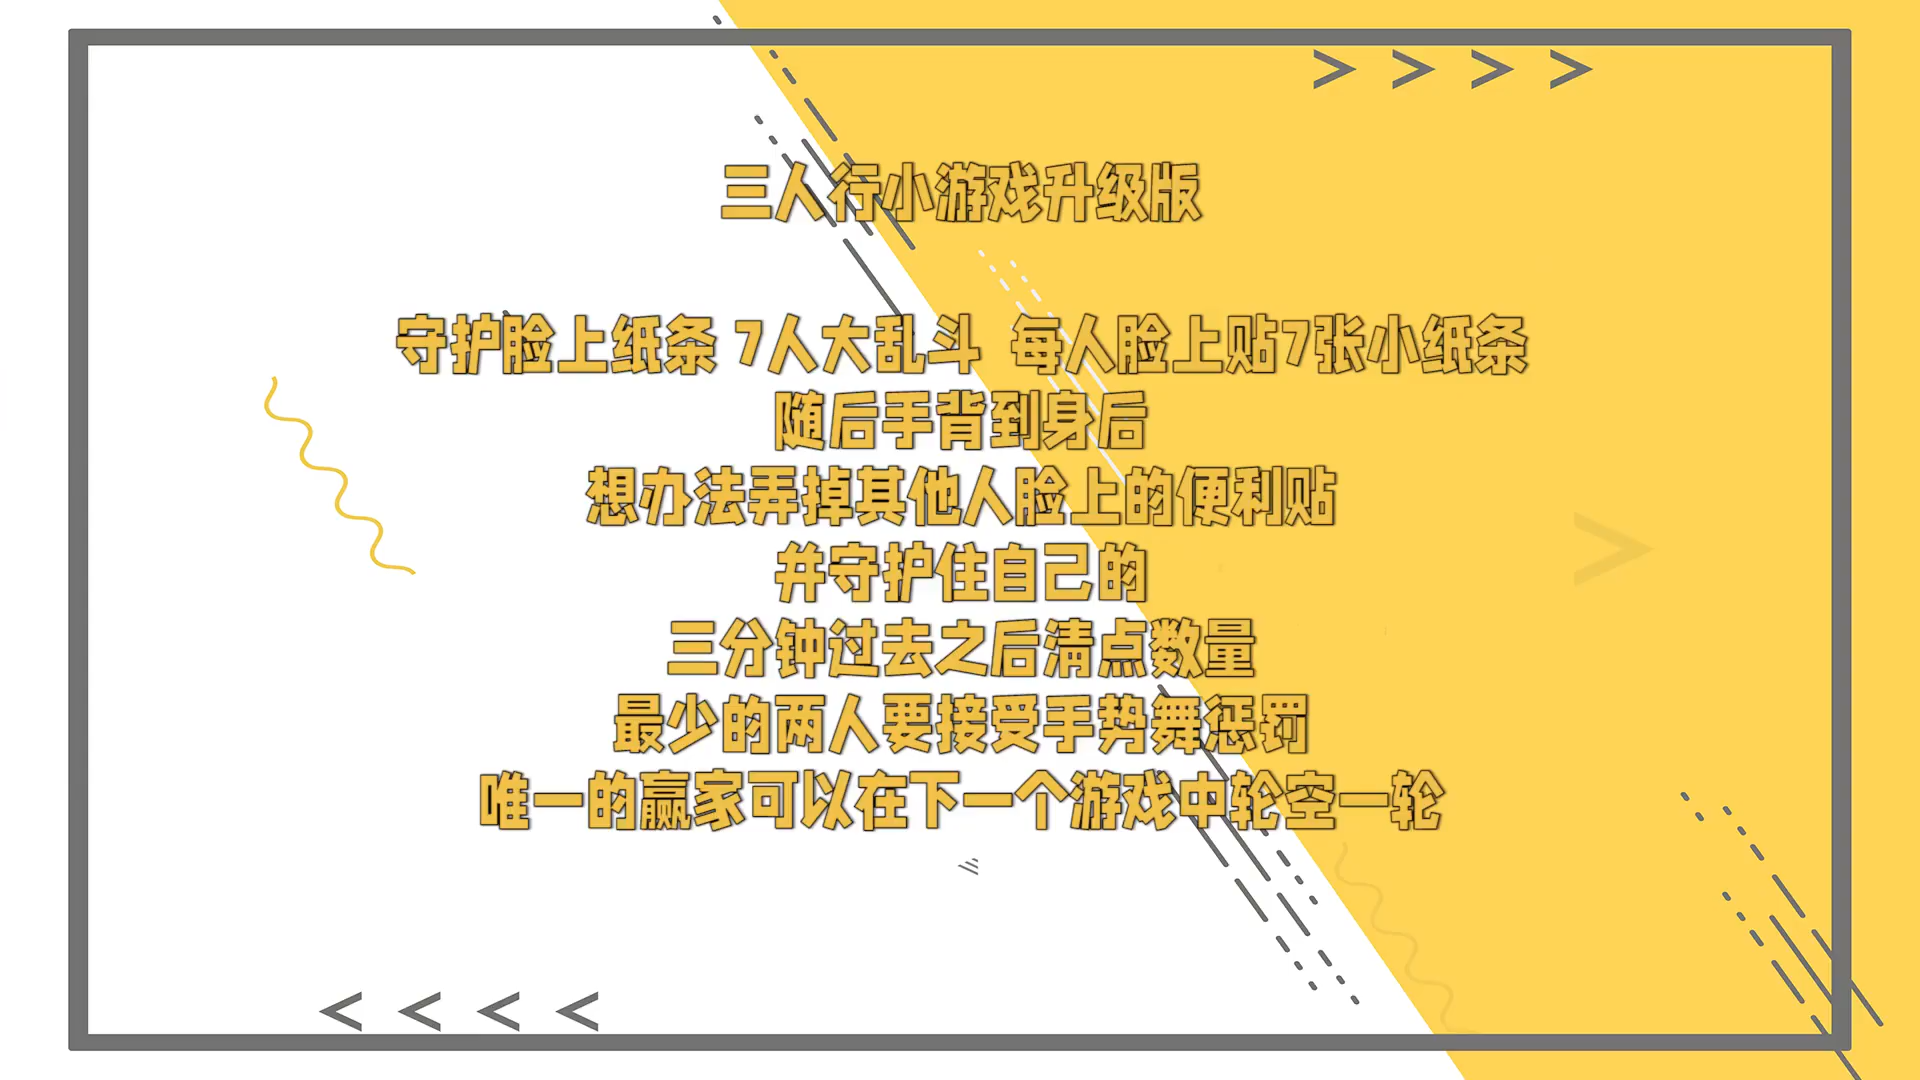 三人行小游戏升级版
守护脸上纸条 7人大乱斗 每人脸上贴7张小纸条
随后手背到身后
想办法弄掉其他人脸上的便利贴
并守护住自己的
三分钟过去之后清点数量
最少的两人要接受手势舞惩罚
唯一的赢家可以在下一个游戏中轮空一轮